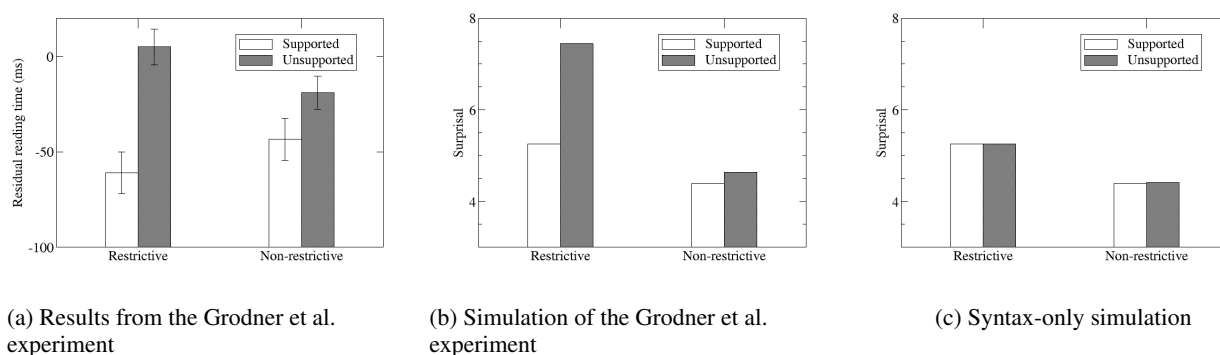 0
-50
-100
Residual reading time (ms)
Supported
Unsupported
Restrictive
Non-restrictive
(a) Results from the Grodner et al.
experiment
8
6
4
Surprisal
Supported
Unsupported
Restrictive
Non-restrictive
(b) Simulation of the Grodner et al.
experiment
8
6
4
Surprisal
Supported
Unsupported
Restrictive
Non-restrictive
(c) Syntax-only simulation